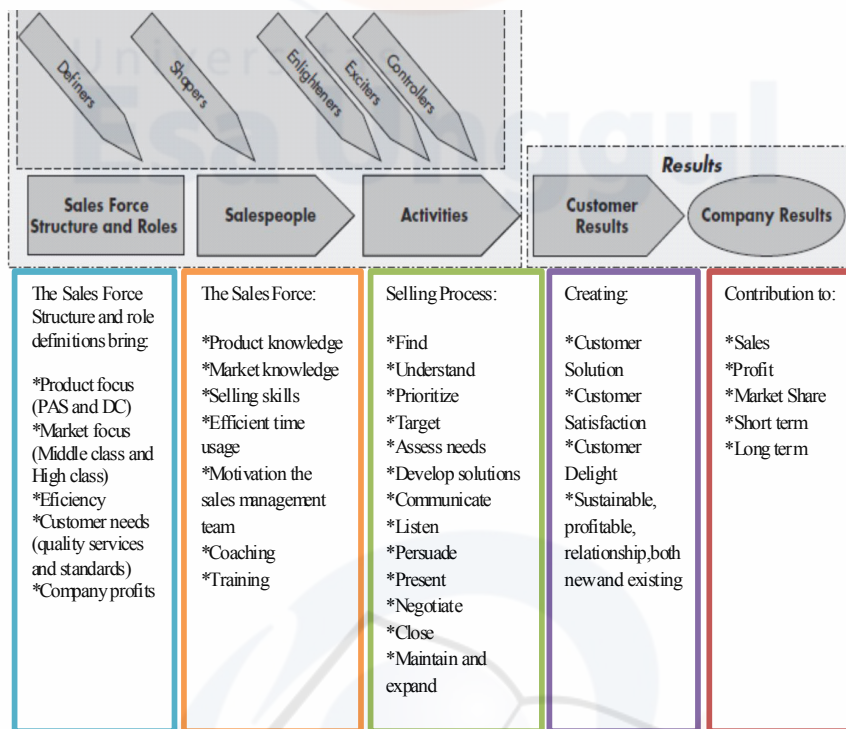 Definers
Shapers
Enlighteners
Exciters
Controllers
Universitas
Esa Unggul
Results
Sales Force
Structure and Roles
Salespeople
Activities
Customer
Results
Company Results
The Sales Force
Structure and role
definitions bring:
*Product focus
(PAS and DC)
*Market focus
(Middle class and
High class)
*Eficiency
*Customer needs
(quality services
and standards)
*Company profits
The Sales Force:
*Product knowledge
*Market knowledge
*Selling skills
*Efficient time
usage
*Motivation the
sales management
team
*Coaching
*Training
Selling Process:
*Find
*Understand
*Prioritize
*Target
*Assess needs
*Develop solutions
*Communicate
*Listen
*Persuade
*Present
*Negotiate
*Close
*Maintain and
expand
Creating:
*Customer
Solution
*Customer
Satisfaction
*Customer
Delight
*Sustainable,
profitable,
relationship,both
new and existing
Contribution to:
*Sales
*Profit
*Market Share
*Short term
*Long term